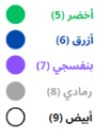 أخضر (5)
أزرق (6)
بنفسجي (7)
رمادي (8)
أبيض (9)